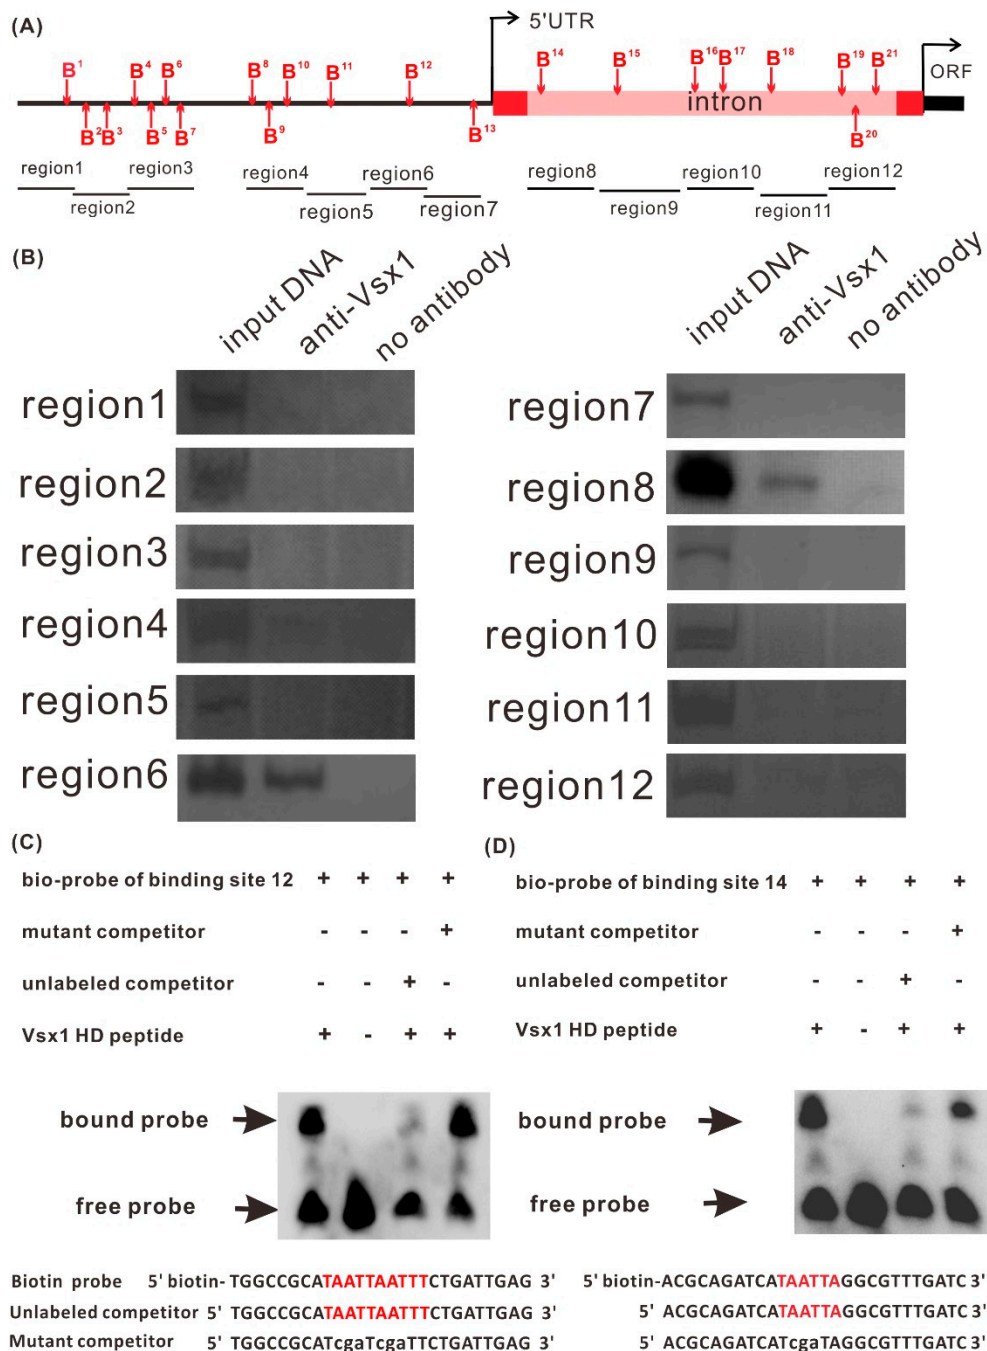 (A)
5'UTR
B1 B4 B6 B8 B10 B11 B12 B14 B15 B16 B17 B18 B19 B21
ORF
intron
B2 B3 B5 B7 B9 B13 B20
region1 region3 region4 region6 region8 region10 region12
region2 region5 region7 region9 region11
(B)
input DNA anti-Vsx1 no antibody
input DNA anti-Vsx1 no antibody
region1
region2
region3
region4
region5
region6
region7
region8
region9
region10
region11
region12
(C)
bio-probe of binding site 12 + + + +
mutant competitor - - - +
unlabeled competitor - - + -
Vsx1 HD peptide + - + +
bound probe
free probe
(D)
bio-probe of binding site 14 + + + +
mutant competitor - - - +
unlabeled competitor - - + -
Vsx1 HD peptide + - + +
bound probe
free probe
Biotin probe 5' biotin-TGGCCGCATAATTAATTTCTGATTGAG 3' 5' biotin-ACGCAGATCATAATTAGGCGTTTGATC 3'
Unlabeled competitor 5' TGGCCGCATAATTAATTTCTGATTGAG 3' 5' ACGCAGATCATAATTAGGCGTTTGATC 3'
Mutant competitor 5' TGGCCGCATcgaTcgaTTCTGATTGAG 3' 5' ACGCAGATCATcgaTAGGCGTTTGATC 3'